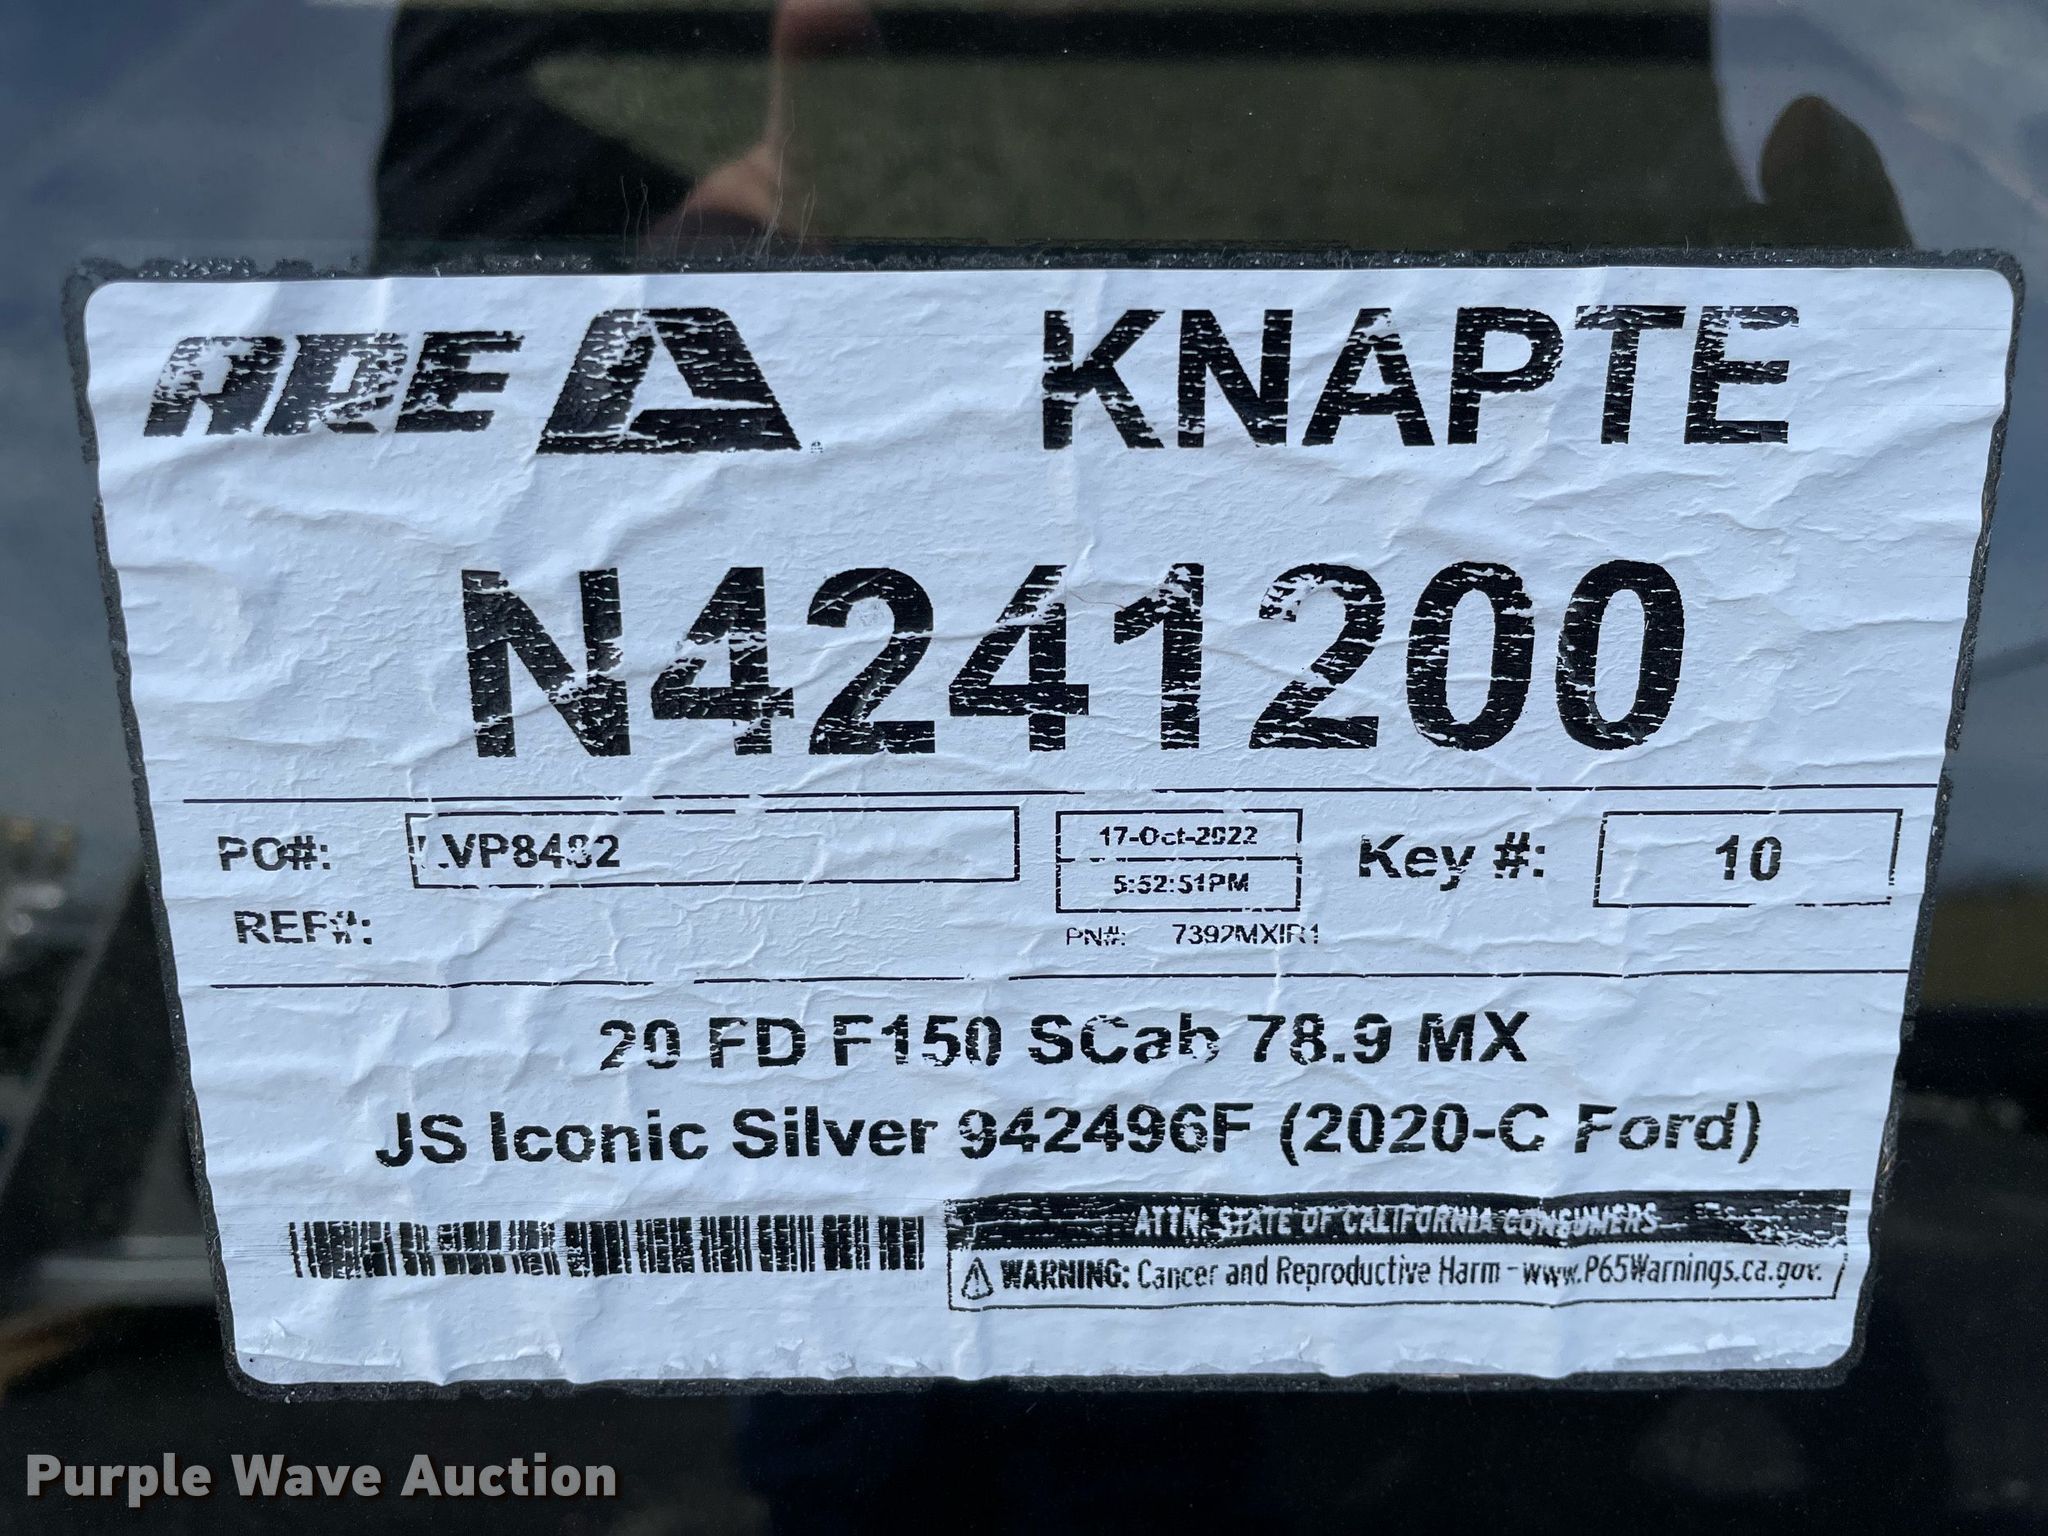 ARE KNAPTE
N4241200
PO#: LVP8482 17-Oct-2022 Key #: 10
5:52:51PM
REF#: PN#: 7392MXIR1
20 FD F150 SCab 78.9 MX
JS Iconic Silver 942496F (2020-C Ford)
ATTN: STATE OF CALIFORNIA CONSUMERS
WARNING: Cancer and Reproductive Harm - www.P65Warnings.ca.gov.
Purple Wave Auction